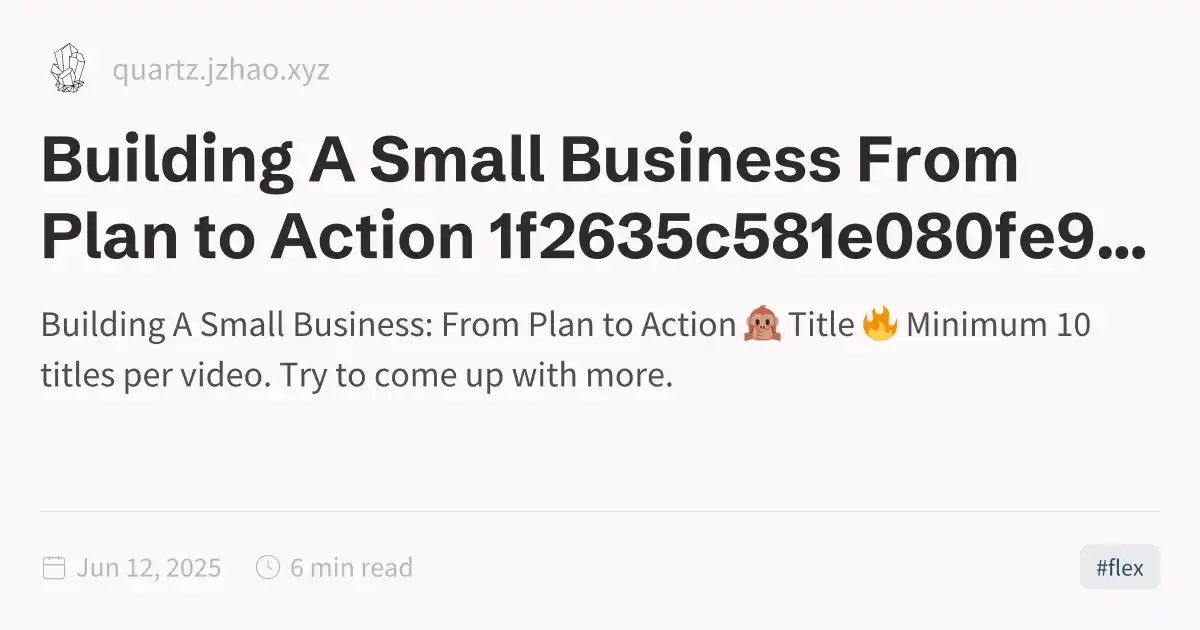 quartz.jzhao.xyz
Building A Small Business From
Plan to Action 1f2635c581e080fe9...
Building A Small Business: From Plan to Action 🙊 Title 🔥 Minimum 10
titles per video. Try to come up with more.
Jun 12, 2025
6 min read
#flex